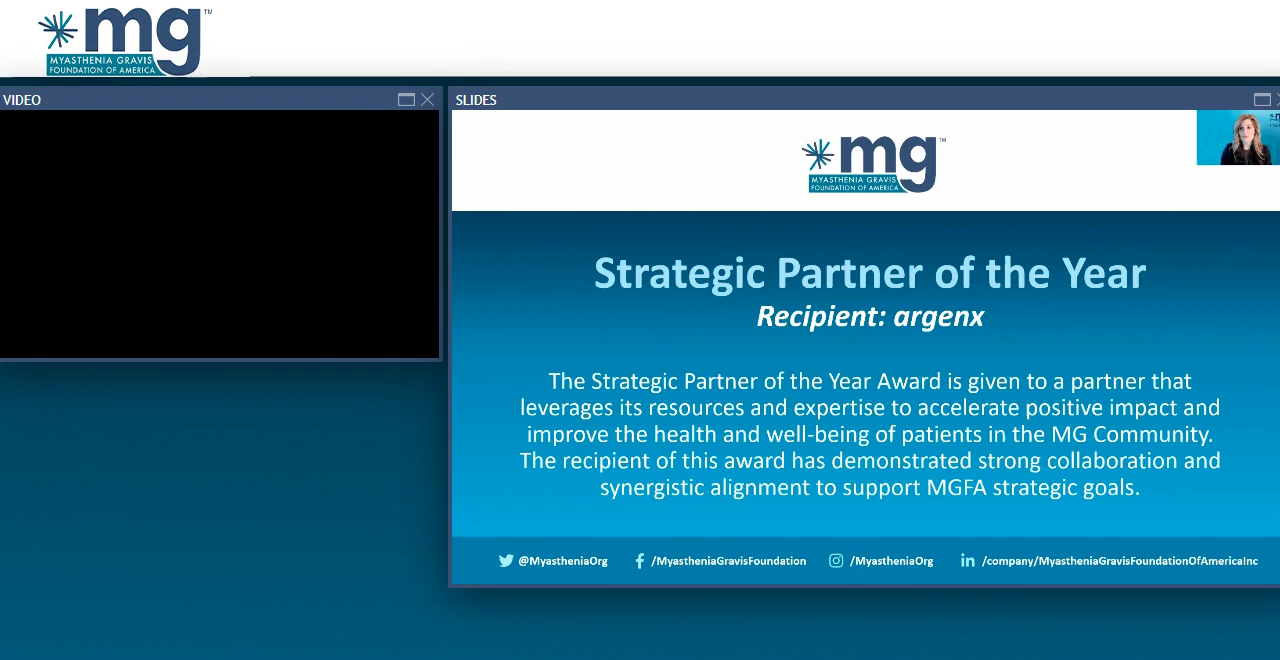 mg™
MYASTHENIA GRAVIS
FOUNDATION OF AMERICA
VIDEO
SLIDES
mg™
MYASTHENIA GRAVIS
FOUNDATION OF AMERICA
Strategic Partner of the Year
Recipient: argenx
The Strategic Partner of the Year Award is given to a partner that
leverages its resources and expertise to accelerate positive impact and
improve the health and well-being of patients in the MG Community.
The recipient of this award has demonstrated strong collaboration and
synergistic alignment to support MGFA strategic goals.
@MyastheniaOrg /MyastheniaGravisFoundation /MyastheniaOrg /company/MyastheniaGravisFoundationOfAmericaInc